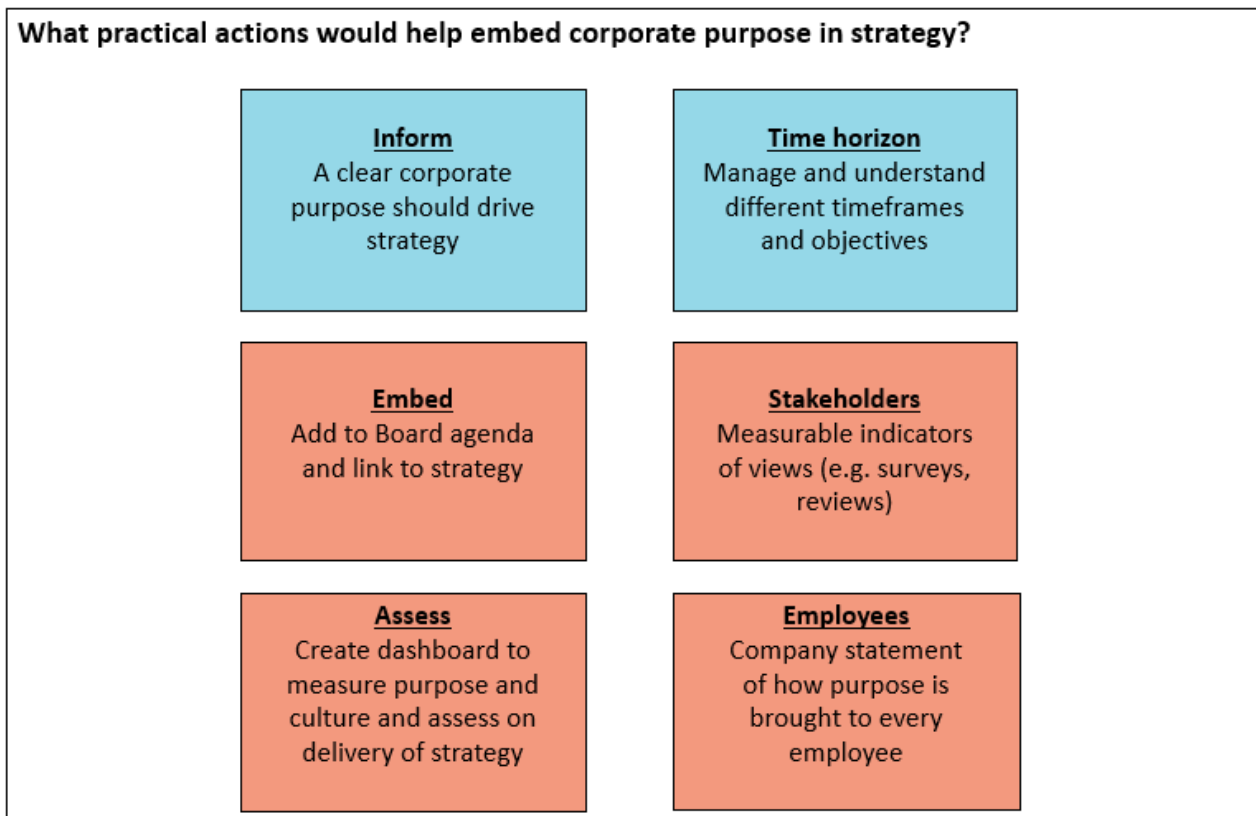 What practical actions would help embed corporate purpose in strategy?
Inform
A clear corporate
purpose should drive
strategy
Time horizon
Manage and understand
different timeframes
and objectives
Embed
Add to Board agenda
and link to strategy
Stakeholders
Measurable indicators
of views (e.g. surveys,
reviews)
Assess
Create dashboard to
measure purpose and
culture and assess on
delivery of strategy
Employees
Company statement
of how purpose is
brought to every
employee